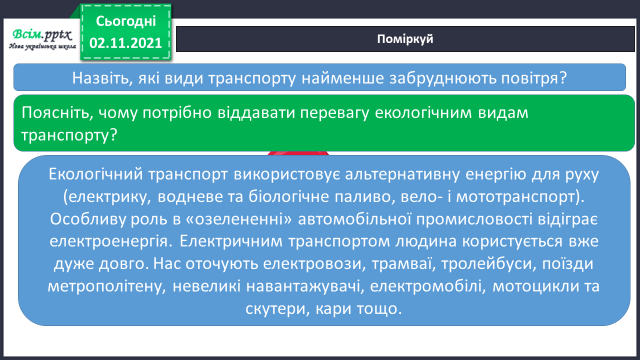 Всім.pptx
Нова українська школа
Сьогодні
02.11.2021
Поміркуй
Назвіть, які види транспорту найменше забруднюють повітря?
Поясніть, чому потрібно віддавати перевагу екологічним видам
транспорту?
Екологічний транспорт використовує альтернативну енергію для руху
(електрику, водневе та біологічне паливо, вело- і мототранспорт).
Особливу роль в «озелененні» автомобільної промисловості відіграє
електроенергія. Електричним транспортом людина користується вже
дуже довго. Нас оточують електровози, трамваї, тролейбуси, поїзди
метрополітену, невеликі навантажувачі, електромобілі, мотоцикли та
скутери, кари тощо.